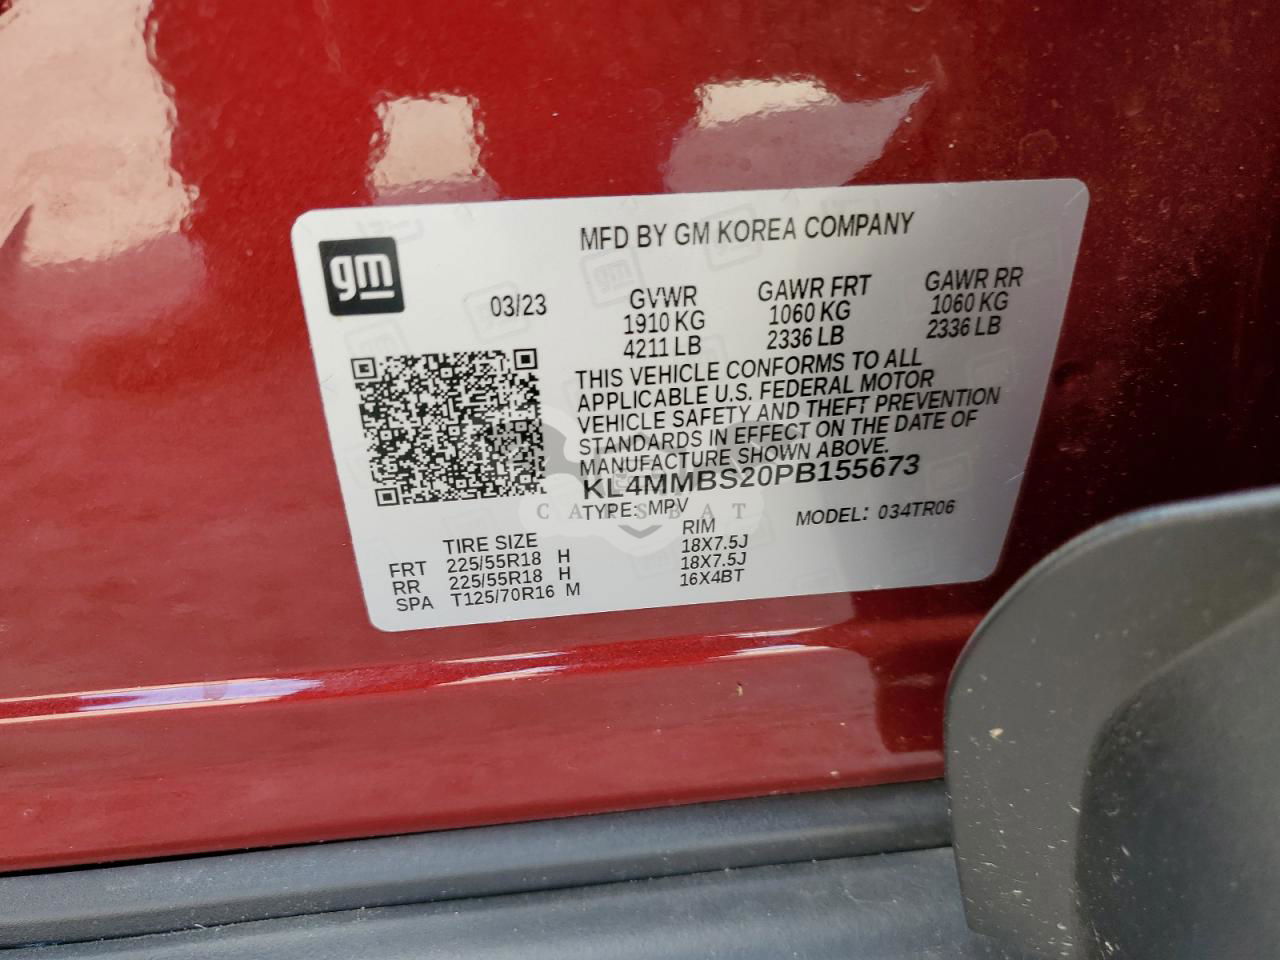 gm
MFD BY GM KOREA COMPANY
03/23
GVWR GAWR FRT GAWR RR
1910 KG 1060 KG 1060 KG
4211 LB 2336 LB 2336 LB
THIS VEHICLE CONFORMS TO ALL
APPLICABLE U.S. FEDERAL MOTOR
VEHICLE SAFETY AND THEFT PREVENTION
STANDARDS IN EFFECT ON THE DATE OF
MANUFACTURE SHOWN ABOVE.
KL4MMBS20PB155673
TYPE: MPV MODEL: 034TR06
CARSBAT
TIRE SIZE RIM
FRT 225/55R18 H 18X7.5J
RR 225/55R18 H 18X7.5J
SPA T125/70R16 M 16X4BT